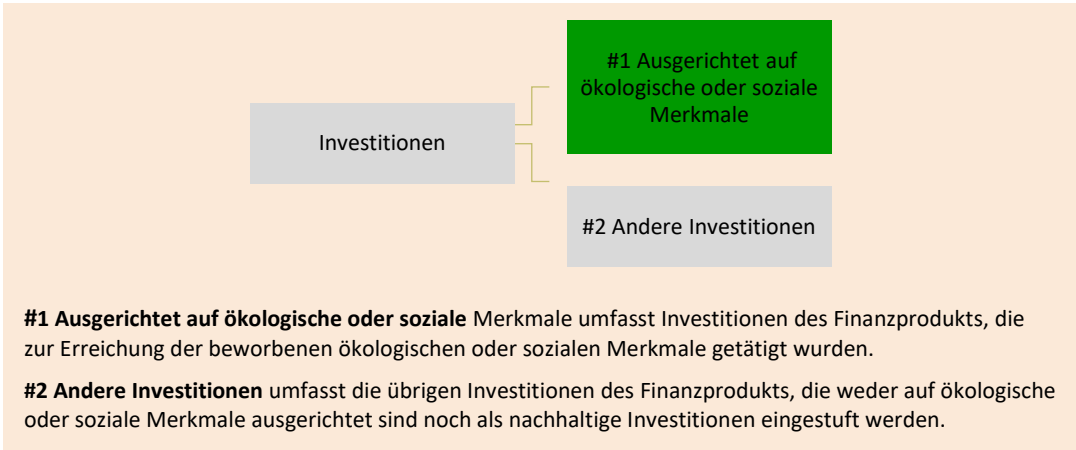 #1 Ausgerichtet auf
ökologische oder soziale
Merkmale
Investitionen
#2 Andere Investitionen
#1 Ausgerichtet auf ökologische oder soziale Merkmale umfasst Investitionen des Finanzprodukts, die
zur Erreichung der beworbenen ökologischen oder sozialen Merkmale getätigt wurden.
#2 Andere Investitionen umfasst die übrigen Investitionen des Finanzprodukts, die weder auf ökologische
oder soziale Merkmale ausgerichtet sind noch als nachhaltige Investitionen eingestuft werden.